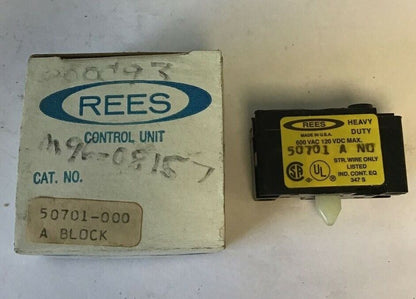 REES
CONTROL UNIT
CAT. NO.
50701-000
A BLOCK
REES
HEAVY
DUTY
MADE IN U.S.A.
600 VAC 120 VDC MAX.
50701 A NO
STR. WIRE ONLY
LISTED
IND. CONT. EQ.
347 S